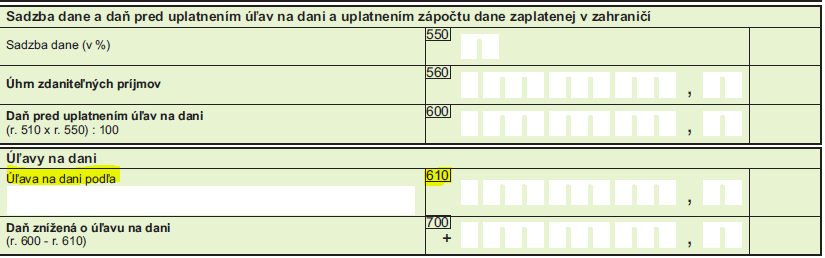 Sadzba dane a daň pred uplatnením úľav na dani a uplatnením zápočtu dane zaplatenej v zahraničí
Sadzba dane (v %)
550
Úhrn zdaniteľných príjmov
560
,
Daň pred uplatnením úľav na dani
(r. 510 x r. 550) : 100
600
,
Úľavy na dani
Úľava na dani podľa
610
,
Daň znížená o úľavu na dani
(r. 600 - r. 610)
700
+
,